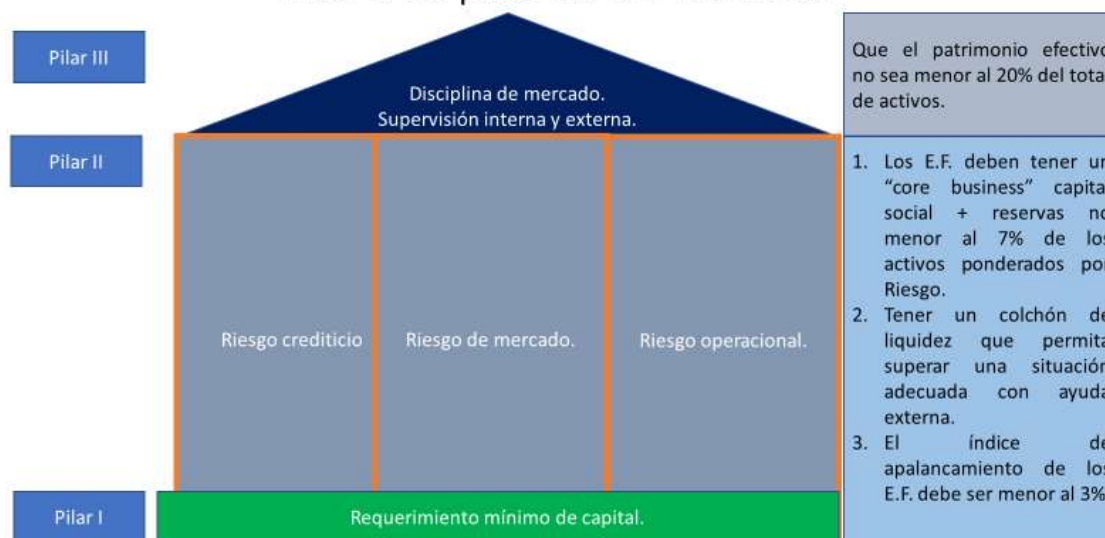 Pilar III
Disciplina de mercado.
Supervisión interna y externa.
Pilar II
Riesgo crediticio
Riesgo de mercado.
Riesgo operacional.
Pilar I
Requerimiento mínimo de capital.
Que el patrimonio efectivo
no sea menor al 20% del total
de activos.
1. Los E.F. deben tener un
“core business” capital
social + reservas no
menor al 7% de los
activos ponderados por
Riesgo.
2. Tener un colchón de
liquidez que permita
superar una situación
adecuada con ayuda
externa.
3. El índice de
apalancamiento de los
E.F. debe ser menor al 3%